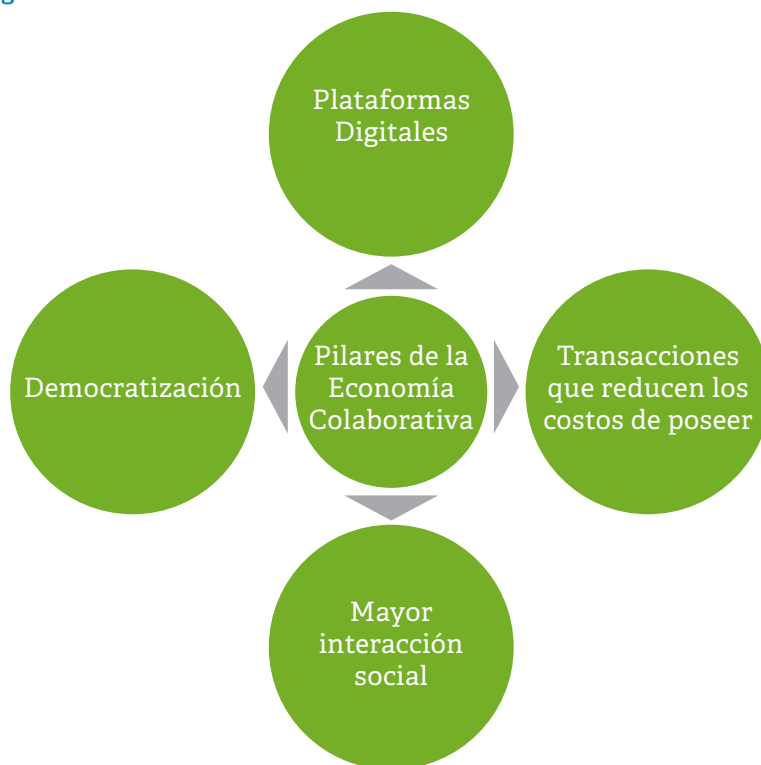 Plataformas
Digitales
Democratización
Pilares de la
Economía
Colaborativa
Transacciones
que reducen los
costos de poseer
Mayor
interacción
social